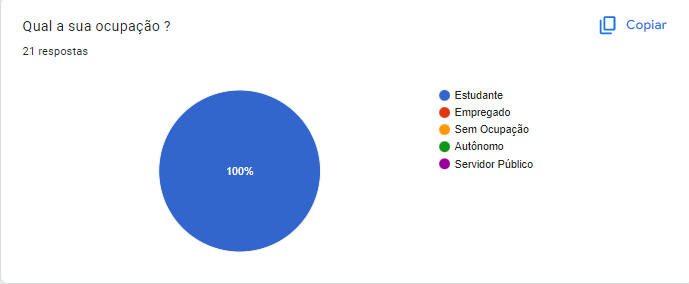 Qual a sua ocupação ?
Copiar
21 respostas
100%
Estudante
Empregado
Sem Ocupação
Autônomo
Servidor Público